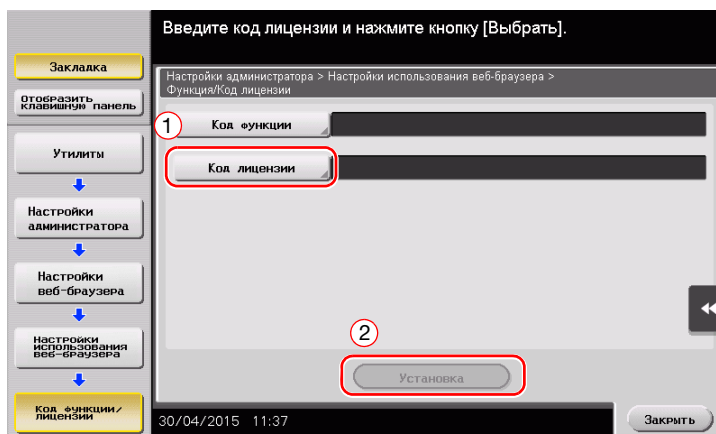 Введите код лицензии и нажмите кнопку [Выбрать].
Закладка
Отобразить
клавишную панель
Настройки администратора > Настройки использования веб-браузера >
Функция/Код лицензии
1
Код функции
Утилиты
Код лицензии
Настройки
администратора
Настройки
веб-браузера
Настройки
использования
веб-браузера
2
Установка
Код функции/
лицензии
30/04/2015 11:37
Закрыть